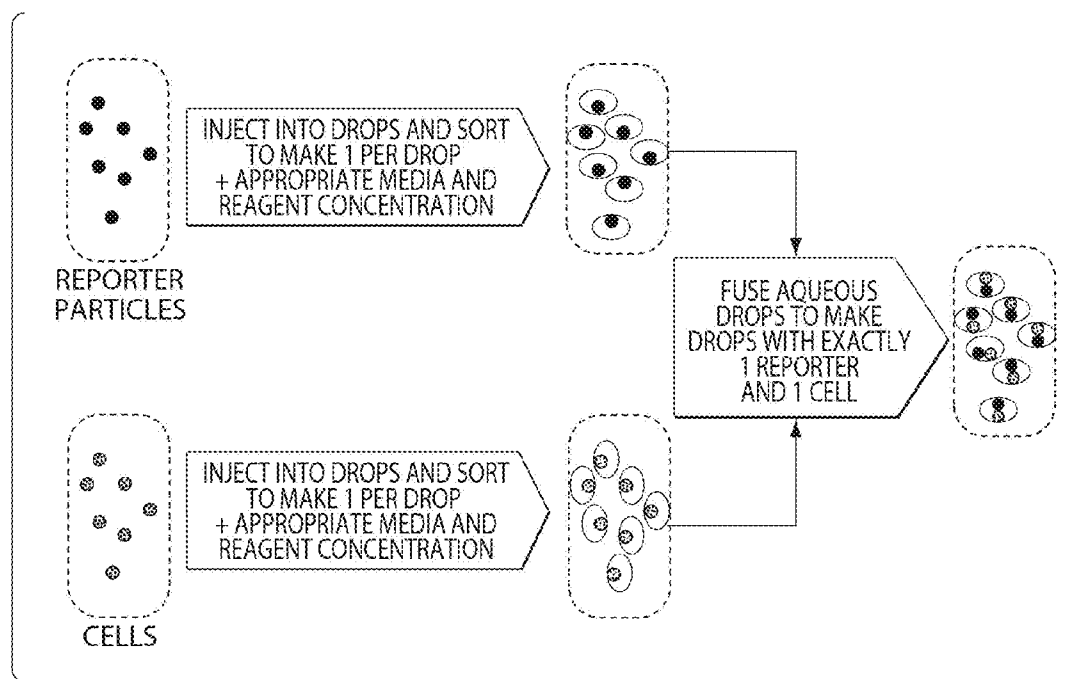 INJECT INTO DROPS AND SORT
TO MAKE 1 PER DROP
+ APPROPRIATE MEDIA AND
REAGENT CONCENTRATION
REPORTER
PARTICLES
FUSE AQUEOUS
DROPS TO MAKE
DROPS WITH EXACTLY
1 REPORTER
AND 1 CELL
INJECT INTO DROPS AND SORT
TO MAKE 1 PER DROP
+ APPROPRIATE MEDIA AND
REAGENT CONCENTRATION
CELLS